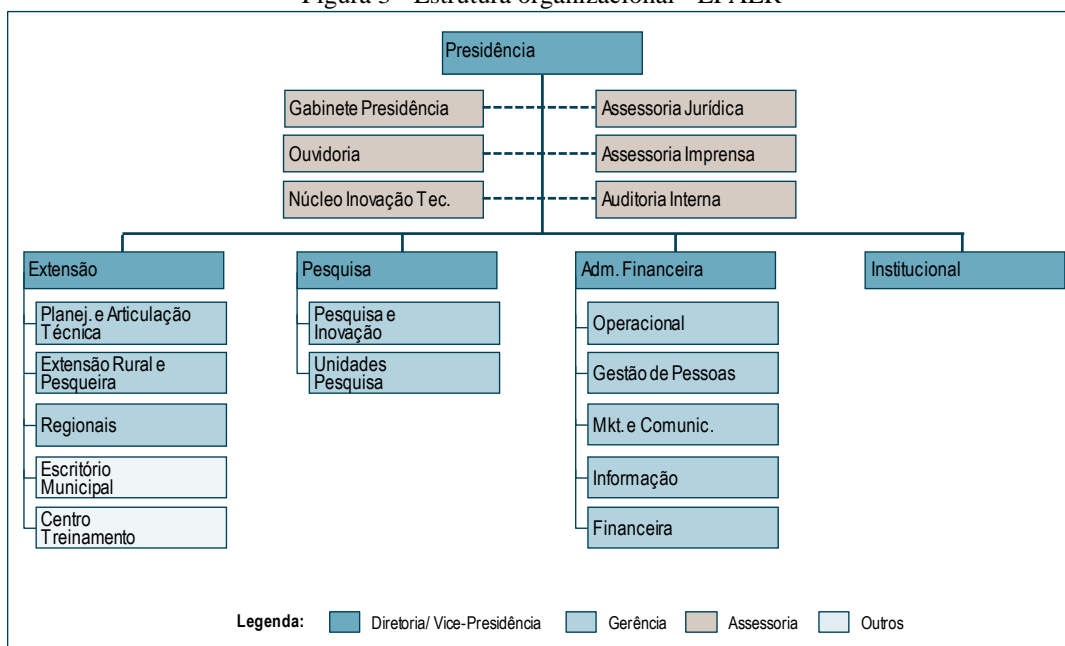 Presidência
Gabinete Presidência
Assessoria Jurídica
Ouvidoria
Assessoria Imprensa
Núcleo Inovação Tec.
Auditoria Interna
Extensão
Pesquisa
Adm. Financeira
Institucional
Planej. e Articulação
Técnica
Extensão Rural e
Pesqueira
Regionais
Escritório
Municipal
Centro
Treinamento
Pesquisa e
Inovação
Unidades
Pesquisa
Operacional
Gestão de Pessoas
Mkt. e Comunic.
Informação
Financeira
Legenda:
Diretoria/ Vice-Presidência
Gerência
Assessoria
Outros